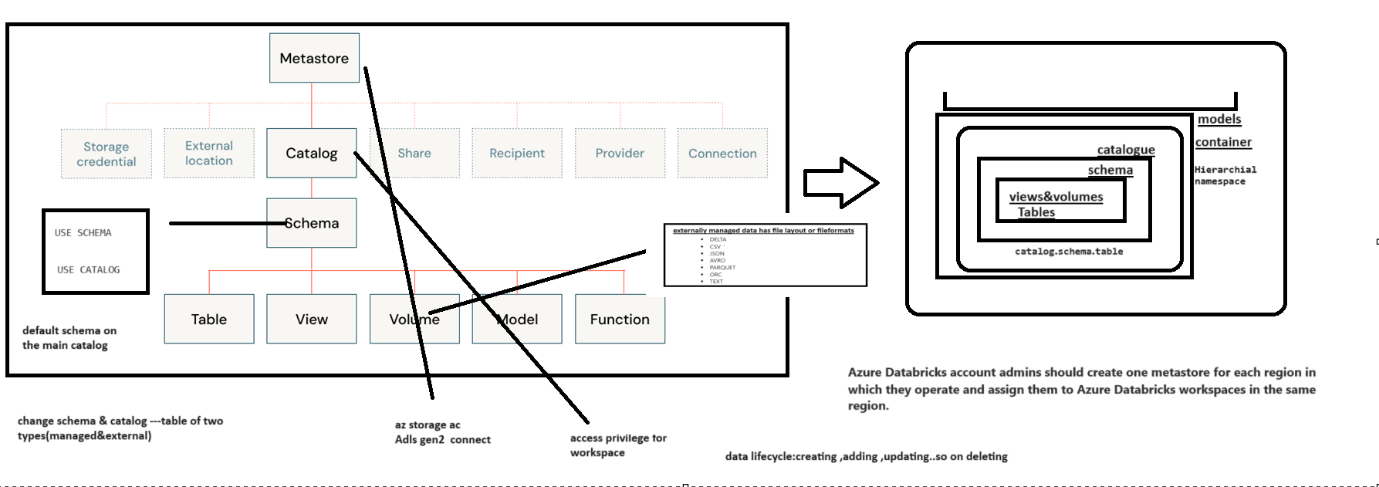 Metastore
Storage
credential
External
location
Catalog
Share
Recipient
Provider
Connection
Schema
USE SCHEMA
USE CATALOG
default schema on
the main catalog
Table
View
Volume
Model
Function
externally managed data has file layout or fileformats
DELTA
CSV
JSON
AVRO
PARQUET
ORC
TEXT
change schema & catalog ---table of two
types(managed&external)
az storage ac
Adls gen2 connect
access privilege for
workspace
models
container
Hierarchial
namespace
catalogue
schema
views&volumes
Tables
catalog.schema.table
Azure Databricks account admins should create one metastore for each region in
which they operate and assign them to Azure Databricks workspaces in the same
region.
data lifecycle:creating ,adding ,updating..so on deleting